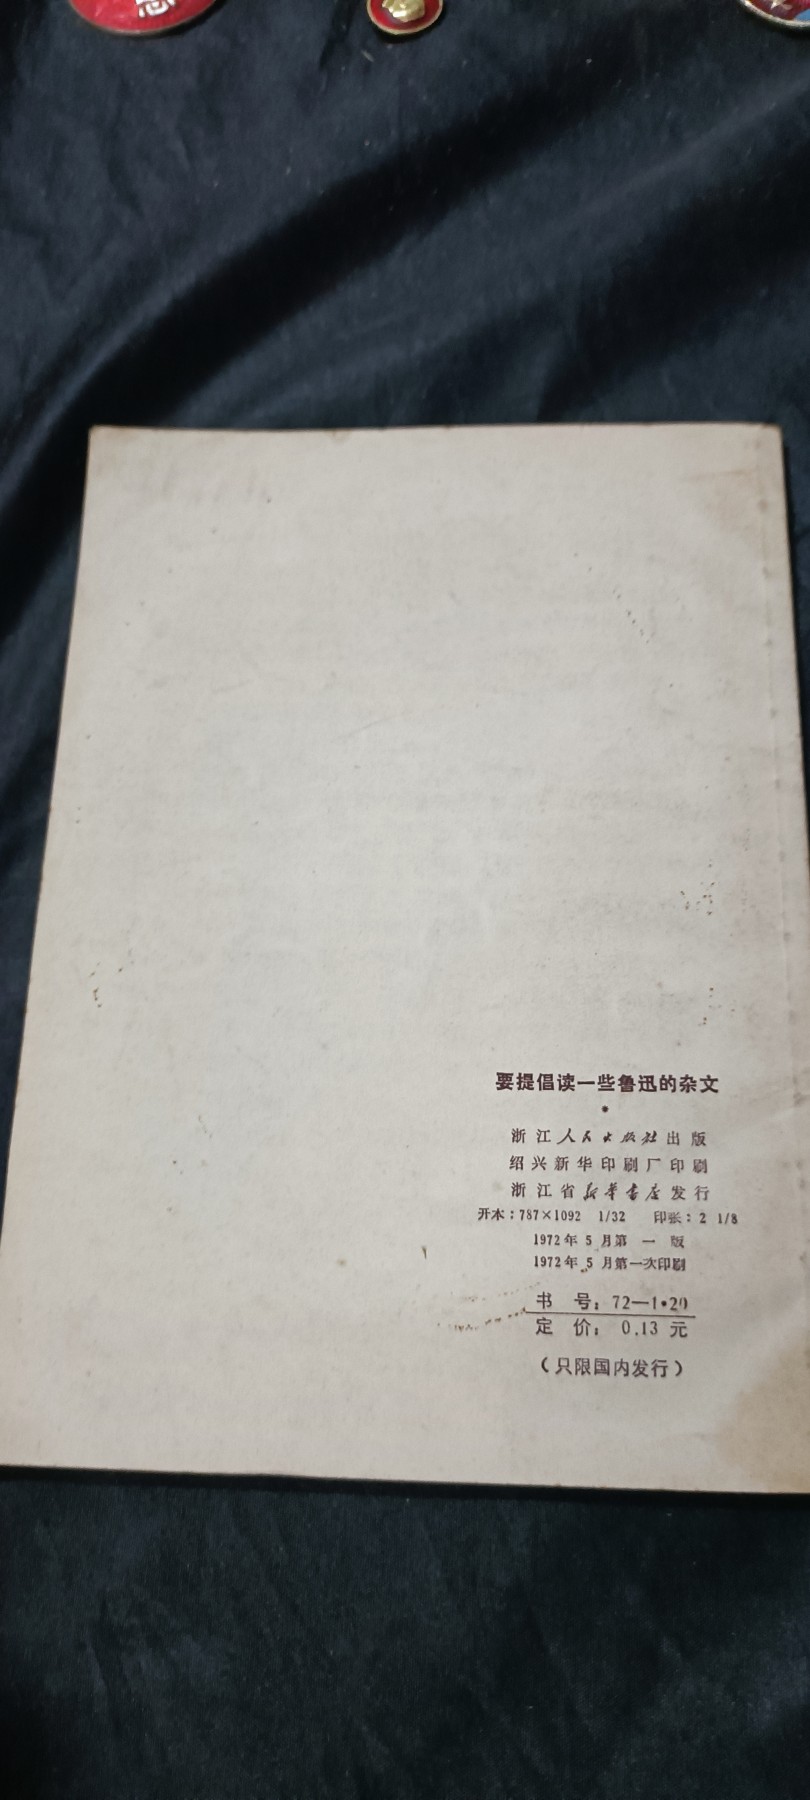 要提倡读一些鲁迅的杂文
*
浙江人民出版社出版
绍兴新华印刷厂印刷
浙江省新华书店发行
开本:787×1092 1/32 印张:2 1/8
1972年5月第一版
1972年5月第一次印刷
书号:72—1·20
定价:0.13元
(只限国内发行)